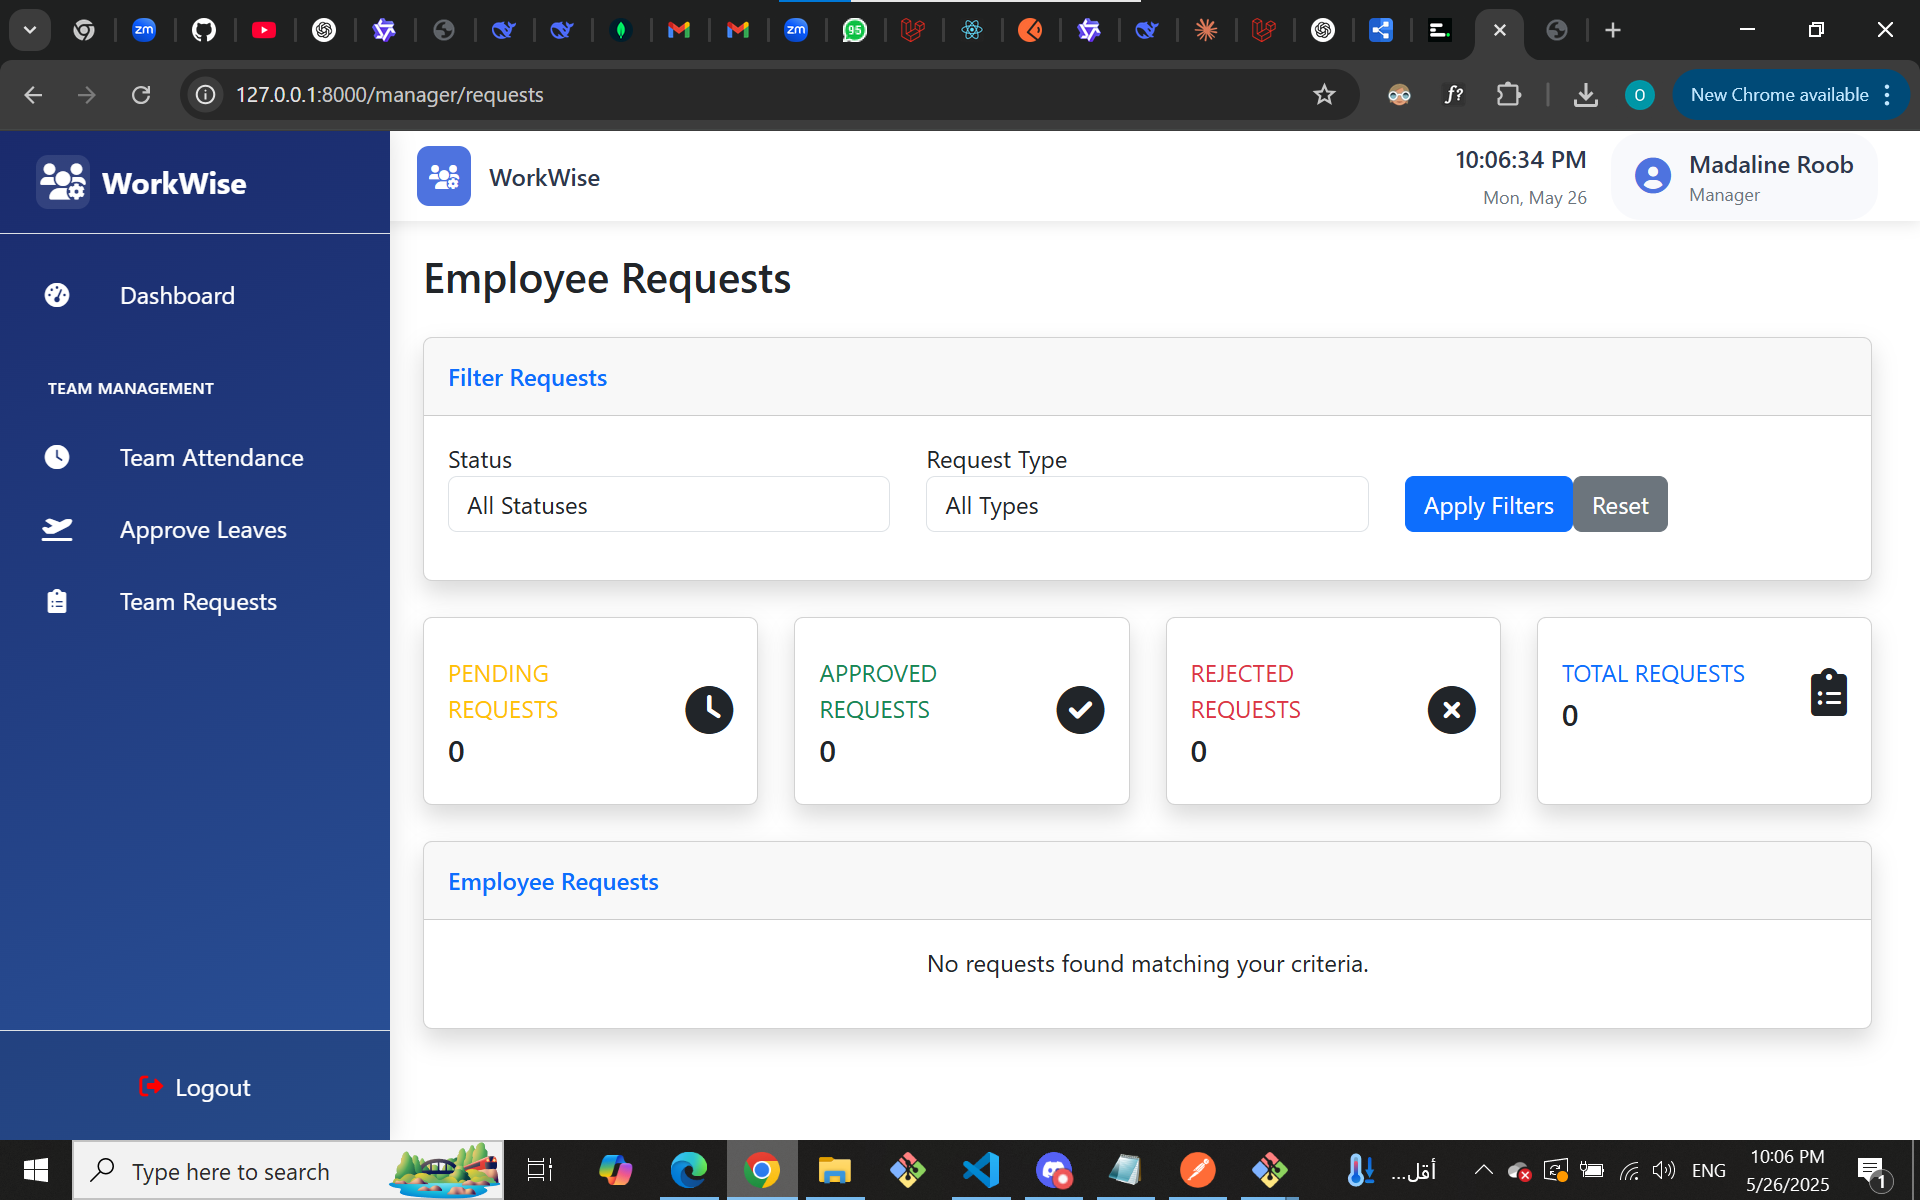 zm
zm
95
127.0.0.1:8000/manager/requests
f?
O
New Chrome available
WorkWise
WorkWise
10:06:34 PM
Mon, May 26
Madaline Roob
Manager
Dashboard
TEAM MANAGEMENT
Team Attendance
Approve Leaves
Team Requests
Logout
Employee Requests
Filter Requests
Status
All Statuses
Request Type
All Types
Apply Filters
Reset
PENDING
REQUESTS
0
APPROVED
REQUESTS
0
REJECTED
REQUESTS
0
TOTAL REQUESTS
0
Employee Requests
No requests found matching your criteria.
Type here to search
أقل...
ENG
10:06 PM
5/26/2025
1